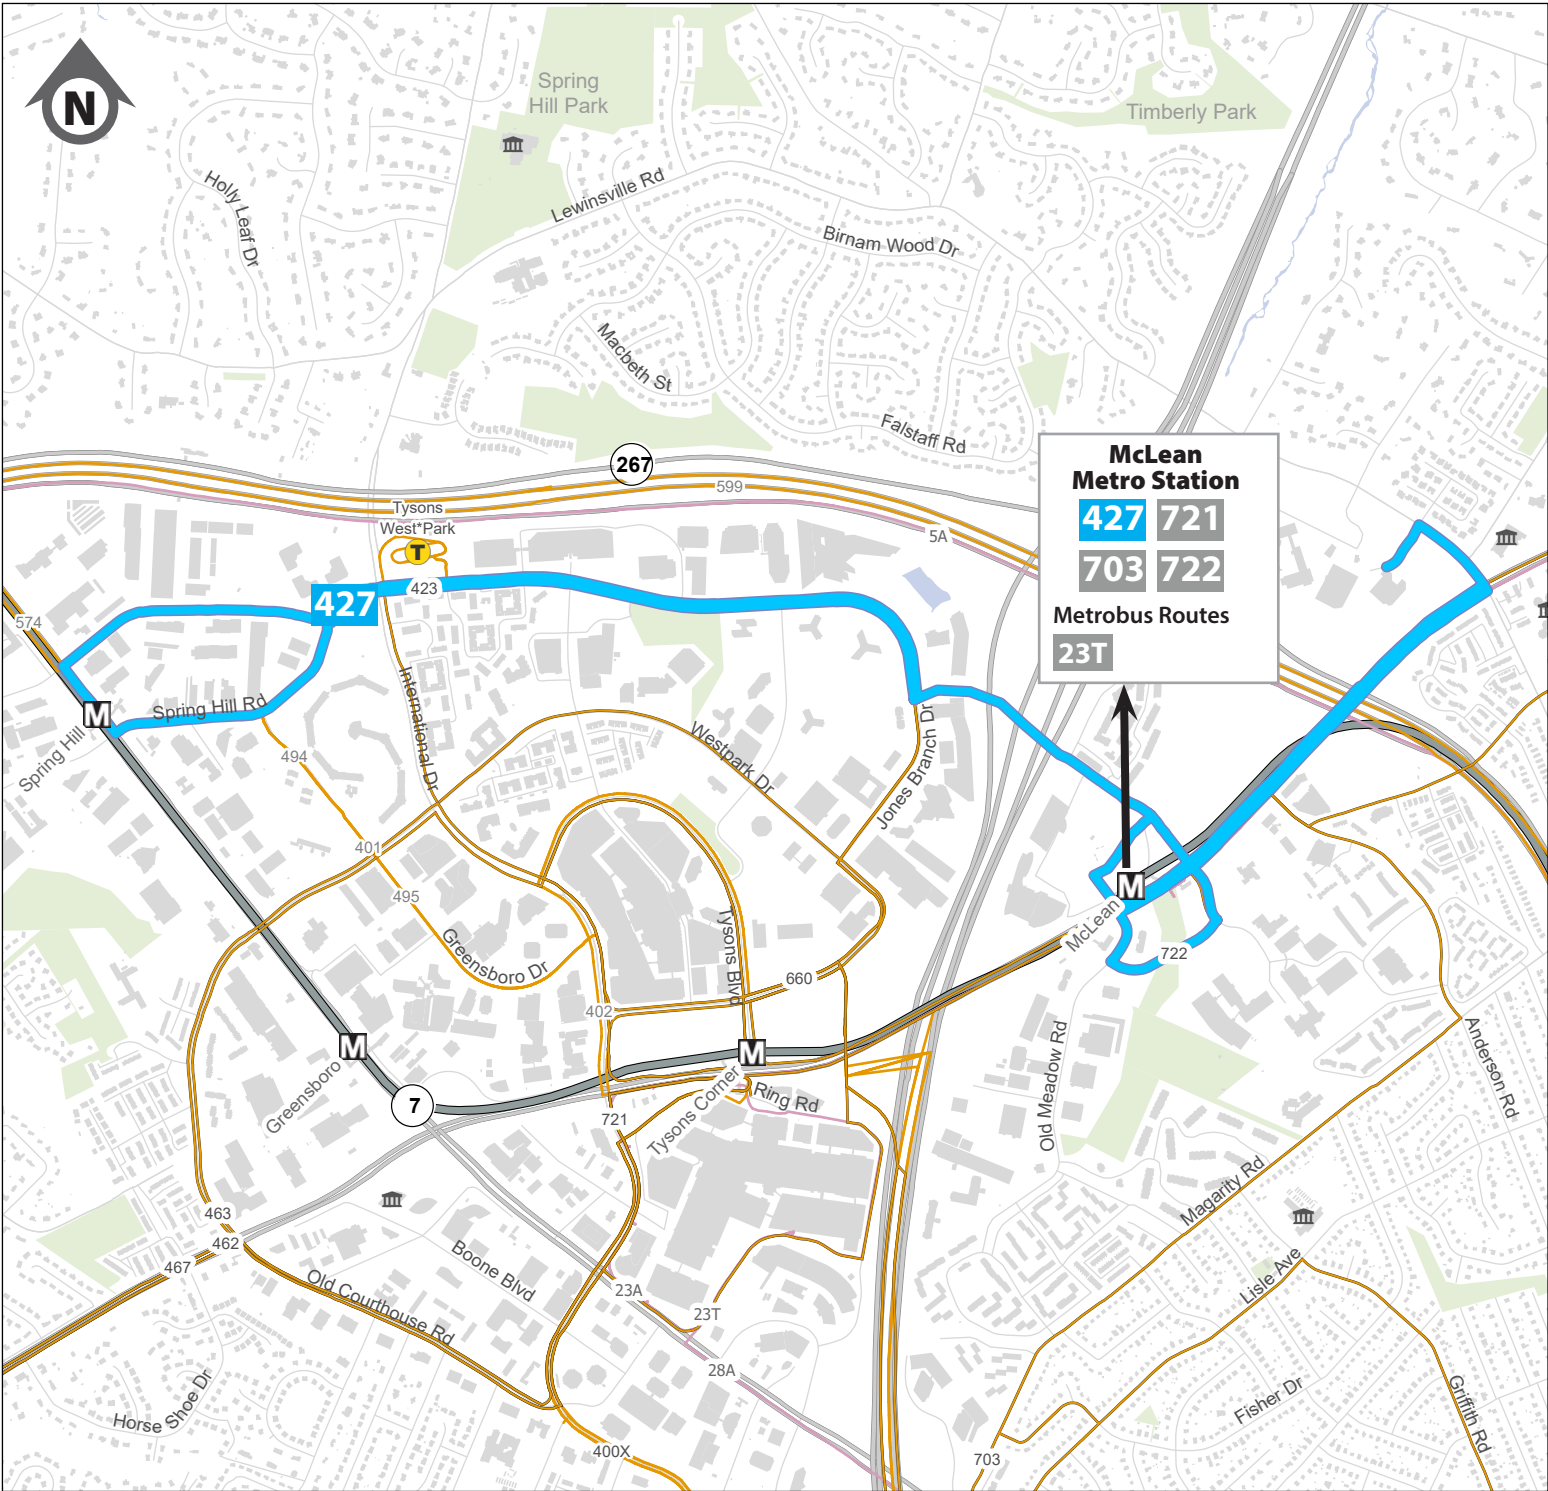 N
Spring
Hill Park
Timberly Park
Holly Leaf Dr
Lewinsville Rd
Birnam Wood Dr
Macbeth St
Falstaff Rd
267
599
5A
Tysons
West*Park
T
423
427
574
McLean
Metro Station
427 721
703 722
Metrobus Routes
23T
Spring Hill Rd
M
Spring Hill
494
International Dr
Westpark Dr
Jones Branch Dr
401
495
Greensboro Dr
Tysons Blvd
M
McLean
722
660
402
M
Greensboro
M
Tysons Corner
Ring Rd
7
721
Old Meadow Rd
Anderson Rd
Magarity Rd
Lisle Ave
463
462
467
Boone Blvd
Old Courthouse Rd
23A
23T
28A
Horse Shoe Dr
400X
Fisher Dr
Griffith Rd
703